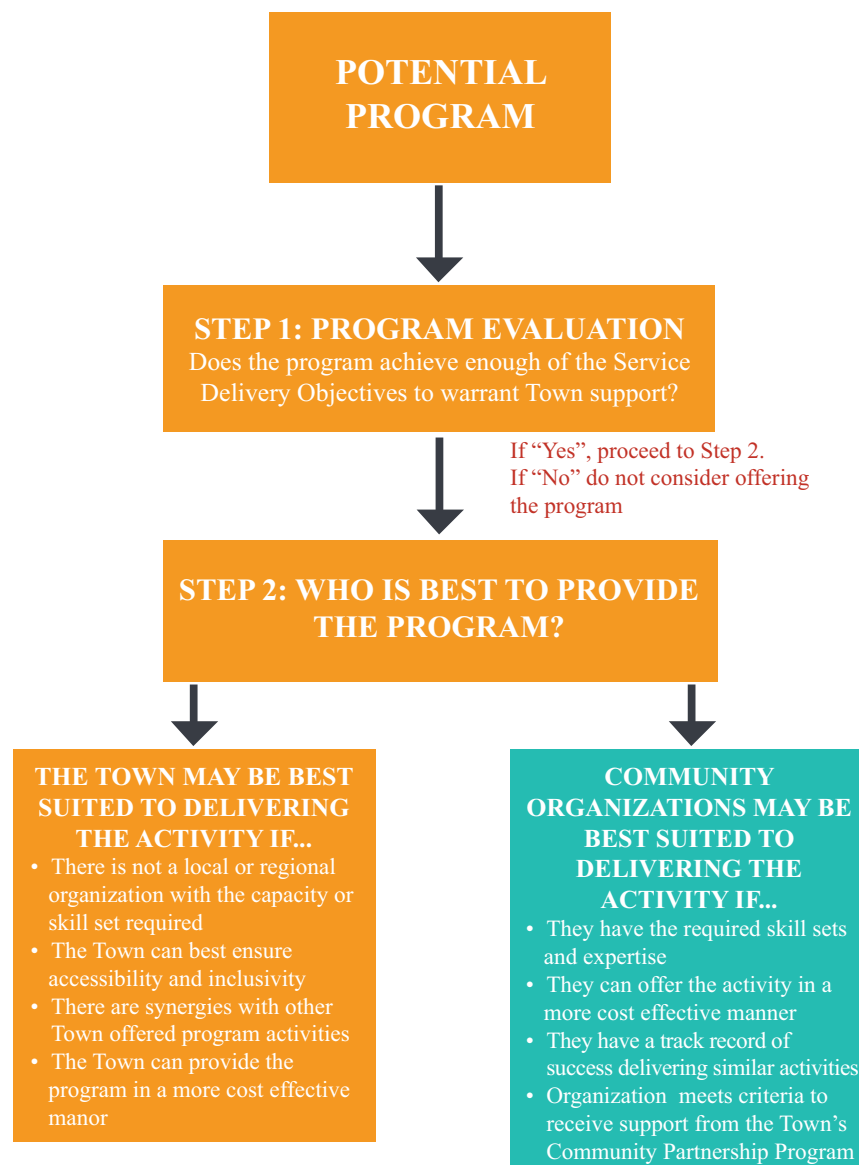 POTENTIAL
PROGRAM
STEP 1: PROGRAM EVALUATION
Does the program achieve enough of the Service
Delivery Objectives to warrant Town support?
If “Yes”, proceed to Step 2.
If “No” do not consider offering
the program
STEP 2: WHO IS BEST TO PROVIDE
THE PROGRAM?
THE TOWN MAY BE BEST
SUITED TO DELIVERING
THE ACTIVITY IF...
• There is not a local or regional
organization with the capacity or
skill set required
• The Town can best ensure
accessibility and inclusivity
• There are synergies with other
Town offered program activities
• The Town can provide the
program in a more cost effective
manor
COMMUNITY
ORGANIZATIONS MAY BE
BEST SUITED TO
DELIVERING THE
ACTIVITY IF...
• They have the required skill sets
and expertise
• They can offer the activity in a
more cost effective manner
• They have a track record of
success delivering similar activities
• Organization meets criteria to
receive support from the Town’s
Community Partnership Program